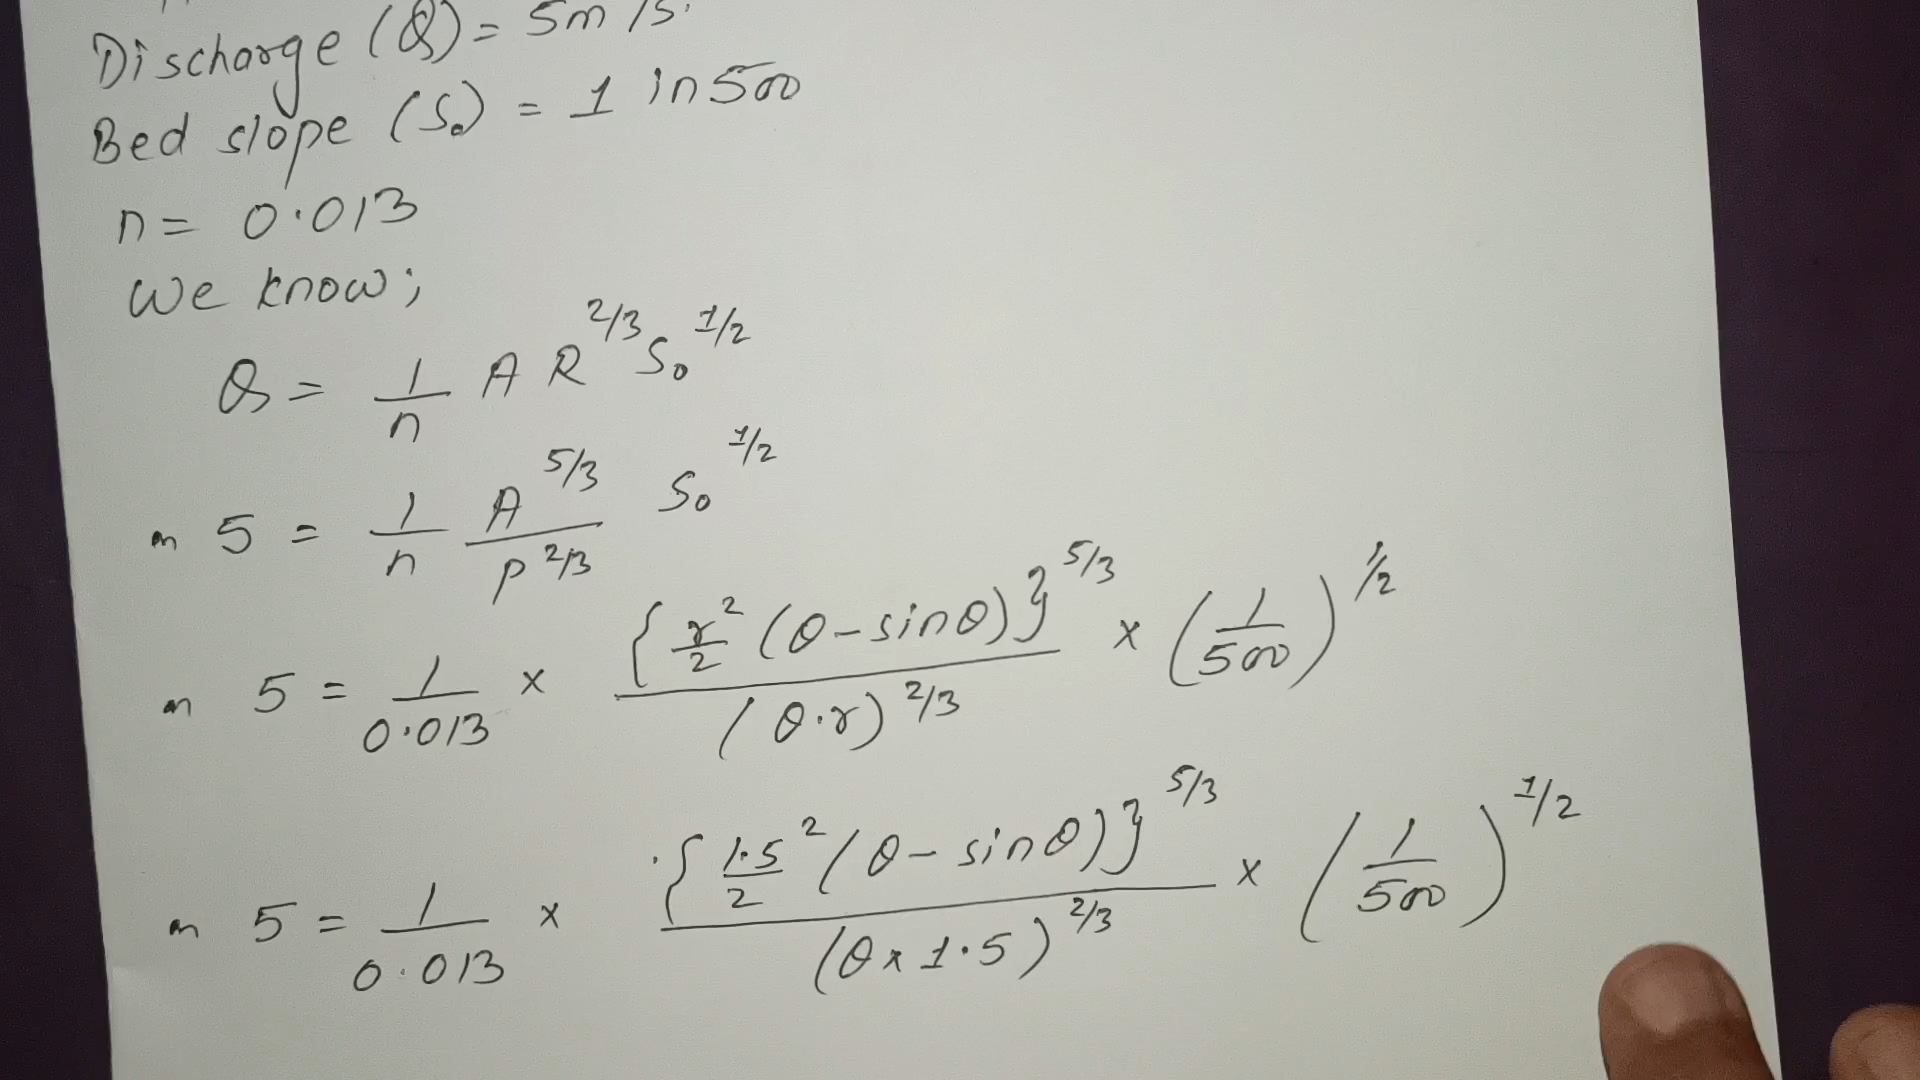 Discharge (Q) = 5m/s.
Bed slope (S₀) = 1 in 500
n = 0.013
We know;
Q = 1/n A R^2/3 S₀^1/2
5 = 1/n A^5/3 / P^2/3 S₀^1/2
5 = 1/0.013 × {r²/2 (θ - sinθ)}^5/3 / (θ.r)^2/3 × (1/500)^1/2
5 = 1/0.013 × {1.5²/2 (θ - sinθ)}^5/3 / (θ × 1.5)^2/3 × (1/500)^1/2